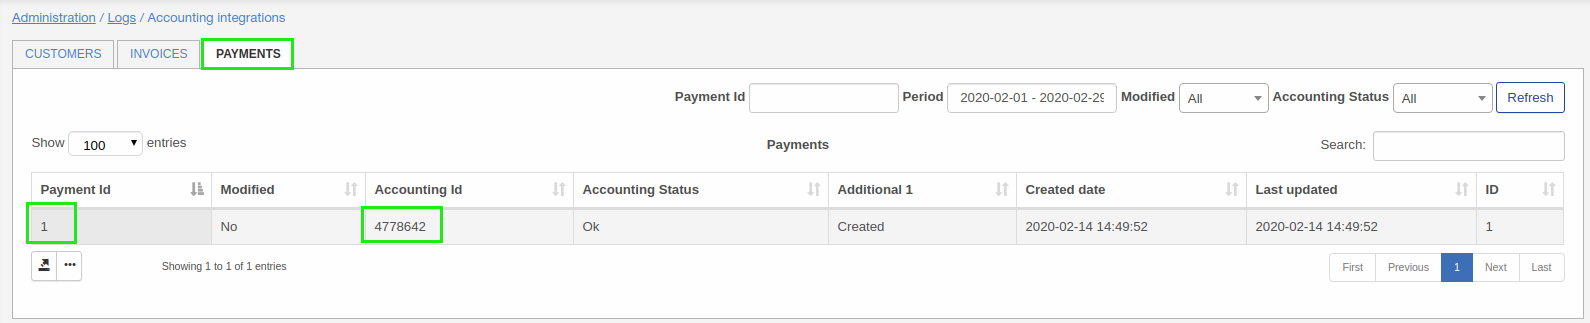 Administration / Logs / Accounting integrations
CUSTOMERS INVOICES PAYMENTS
Payment Id Period 2020-02-01 - 2020-02-29 Modified All Accounting Status All Refresh
Show 100 entries Payments Search:
Payment Id Modified Accounting Id Accounting Status Additional 1 Created date Last updated ID
1 No 4778642 Ok Created 2020-02-14 14:49:52 2020-02-14 14:49:52 1
Showing 1 to 1 of 1 entries First Previous 1 Next Last